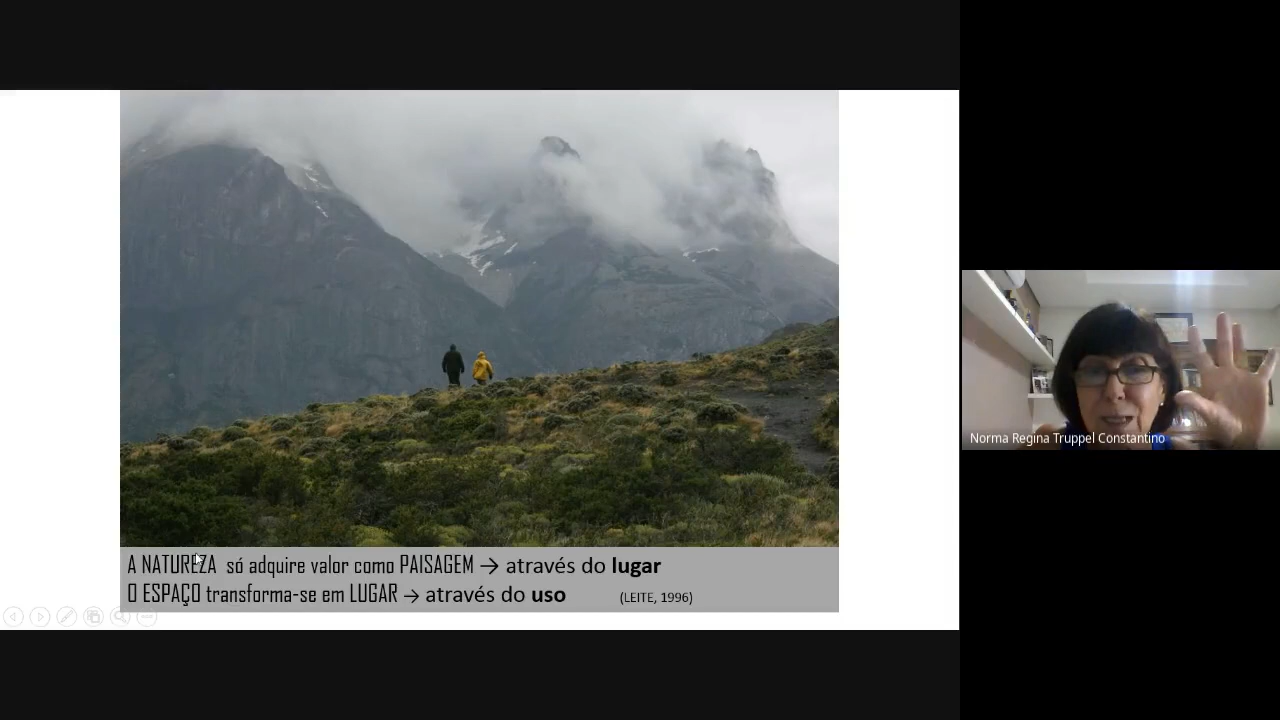 A NATUREZA só adquire valor como PAISAGEM → através do lugar
O ESPAÇO transforma-se em LUGAR → através do uso (LEITE, 1996)
Norma Regina Truppel Constantino